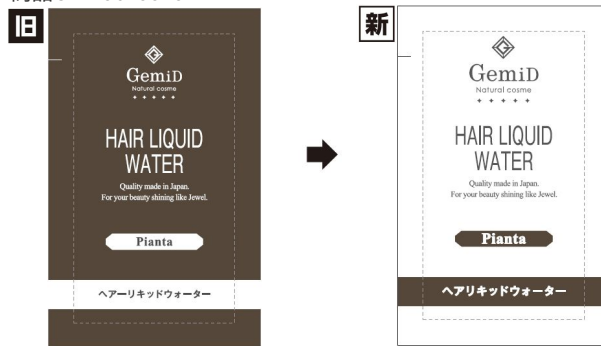 旧
GemiD
Natural cosme
HAIR LIQUID
WATER
Quality made in Japan.
For your beauty shining like Jewel.
Pianta
ヘアーリキッドウォーター
新
GemiD
Natural cosme
HAIR LIQUID
WATER
Quality made in Japan.
For your beauty shining like Jewel.
Pianta
ヘアリキッドウォーター